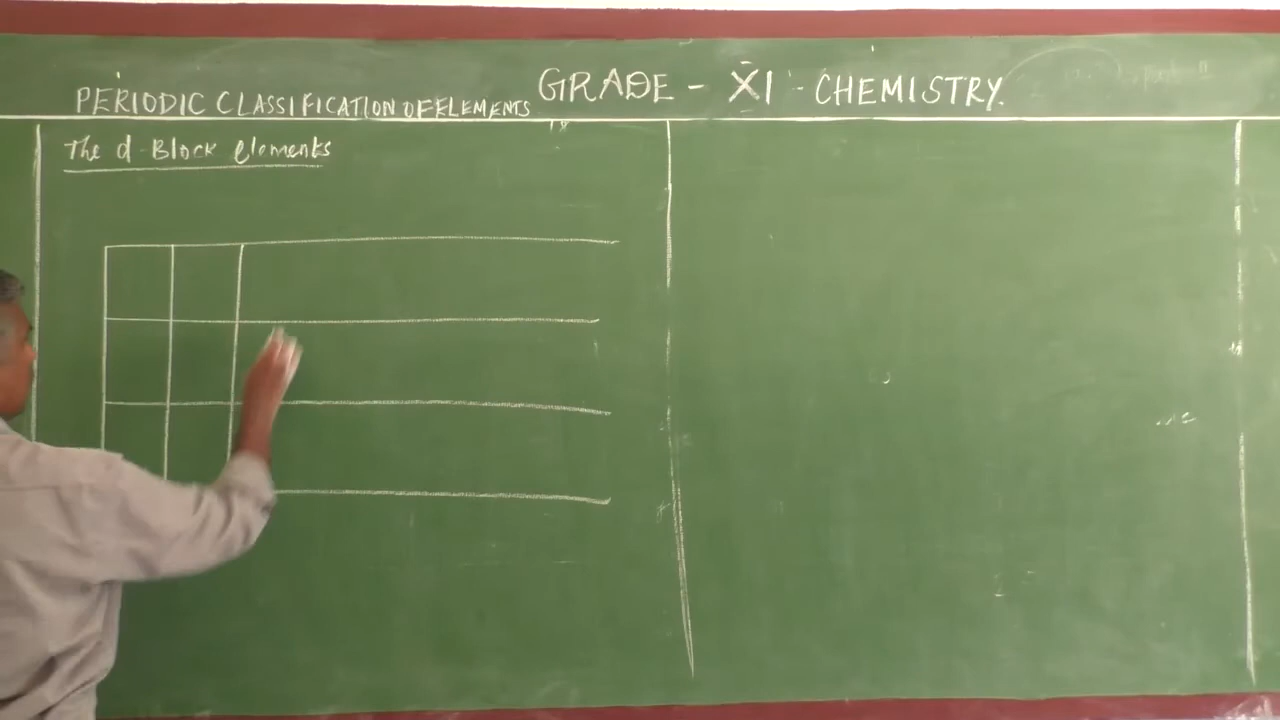 PERIODIC CLASSIFICATION OF ELEMENTS GRADE - XI - CHEMISTRY.
The d-Block elements